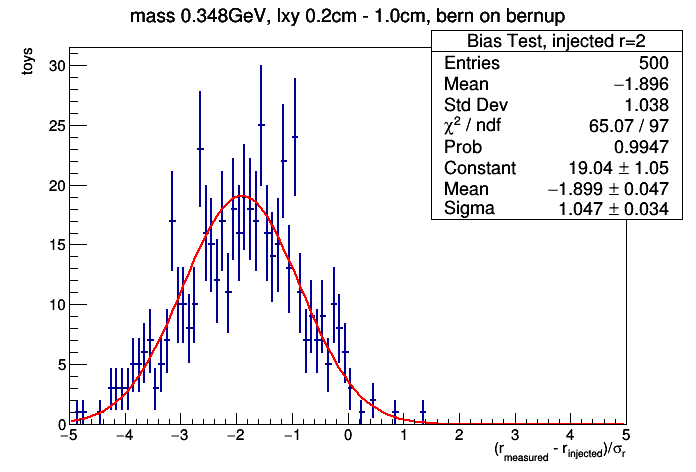 mass 0.348GeV, lxy 0.2cm - 1.0cm, bern on bernup
Bias Test, injected r=2
Entries 500
Mean −1.896
Std Dev 1.038
χ² / ndf 65.07 / 97
Prob 0.9947
Constant 19.04 ± 1.05
Mean −1.899 ± 0.047
Sigma 1.047 ± 0.034
toys
30
25
20
15
10
5
0
−5 −4 −3 −2 −1 0 1 2 3 4 5
(r_measured - r_injected)/σ_r